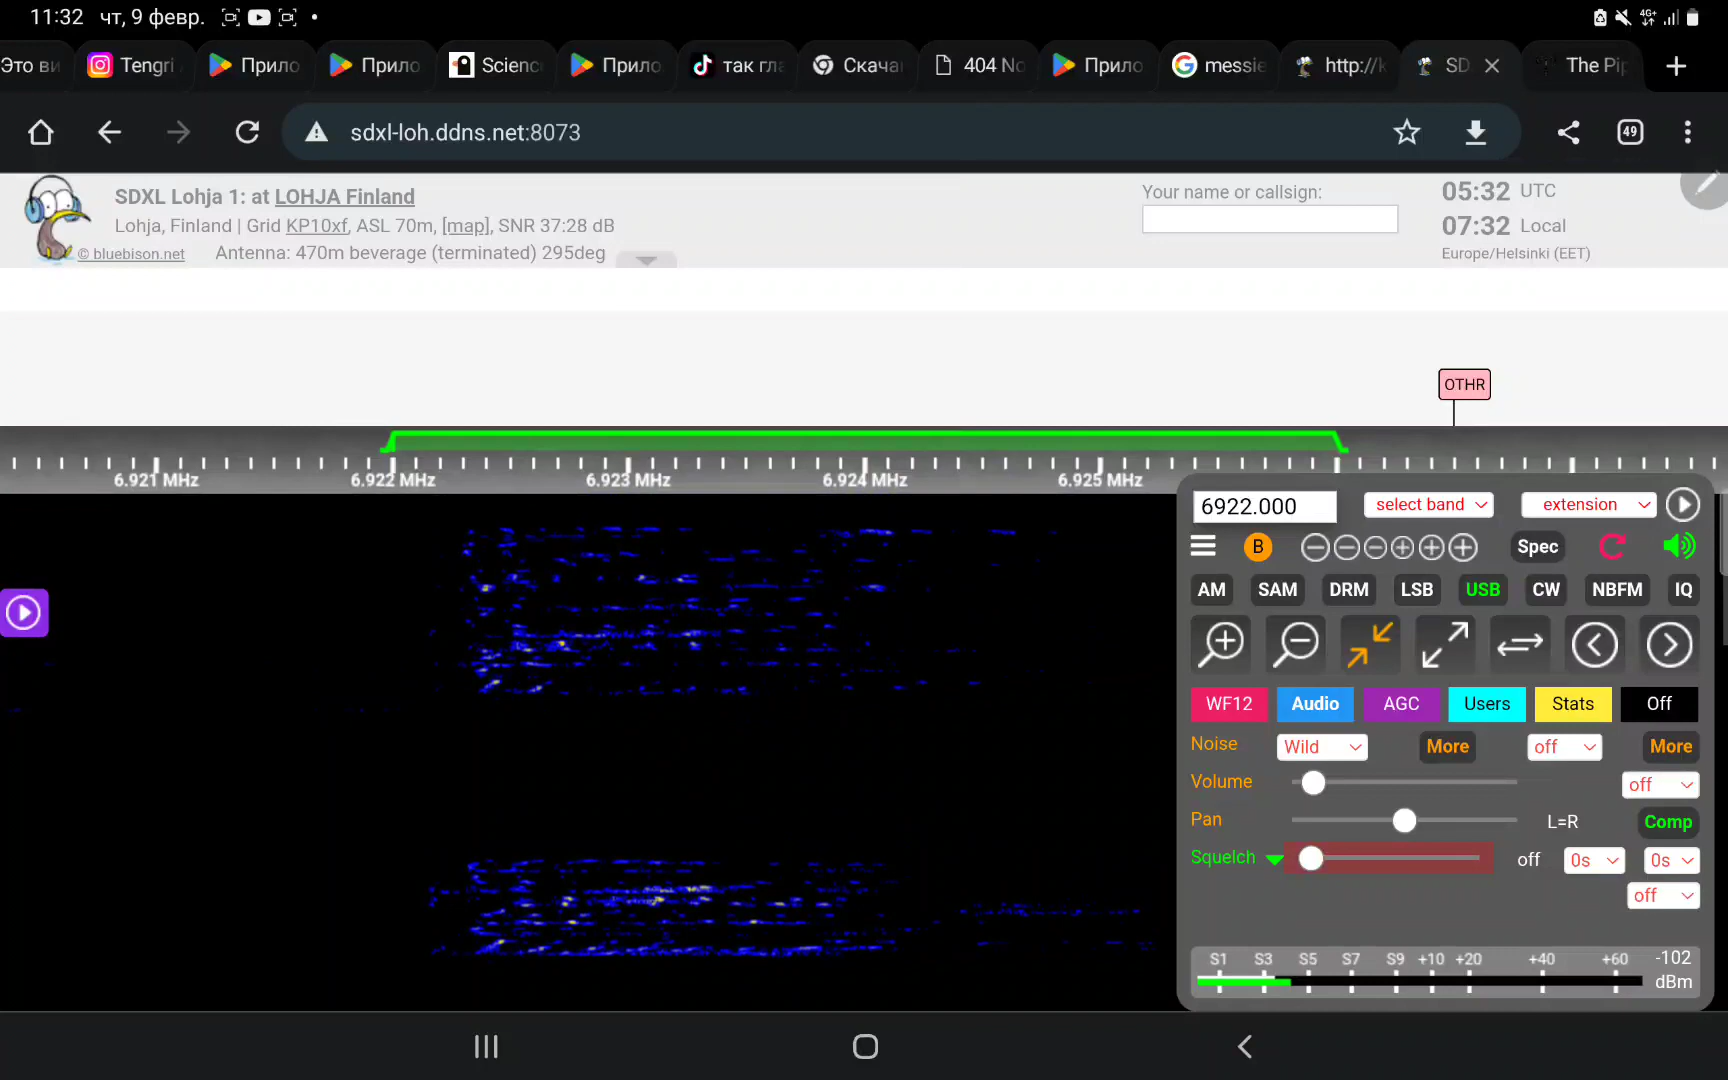 11:32 чт, 9 февр.
4G+
Это ви
Tengri
Прило
Прило
Scienc
Прило
так гла
Скача
404 No
Прило
messie
http://k
SD
The Pip
sdxl-loh.ddns.net:8073
49
SDXL Lohja 1: at LOHJA Finland
Lohja, Finland | Grid KP10xf, ASL 70m, [map], SNR 37:28 dB
© bluebison.net
Antenna: 470m beverage (terminated) 295deg
Your name or callsign:
05:32 UTC
07:32 Local
Europe/Helsinki (EET)
OTHR
6.921 MHz
6.922 MHz
6.923 MHz
6.924 MHz
6.925 MHz
6922.000
select band
extension
B
Spec
AM
SAM
DRM
LSB
USB
CW
NBFM
IQ
WF12
Audio
AGC
Users
Stats
Off
Noise
Wild
More
off
More
Volume
off
Pan
L=R
Comp
Squelch
off
0s
0s
off
S1 S3 S5 S7 S9 +10 +20 +40 +60 -102
dBm